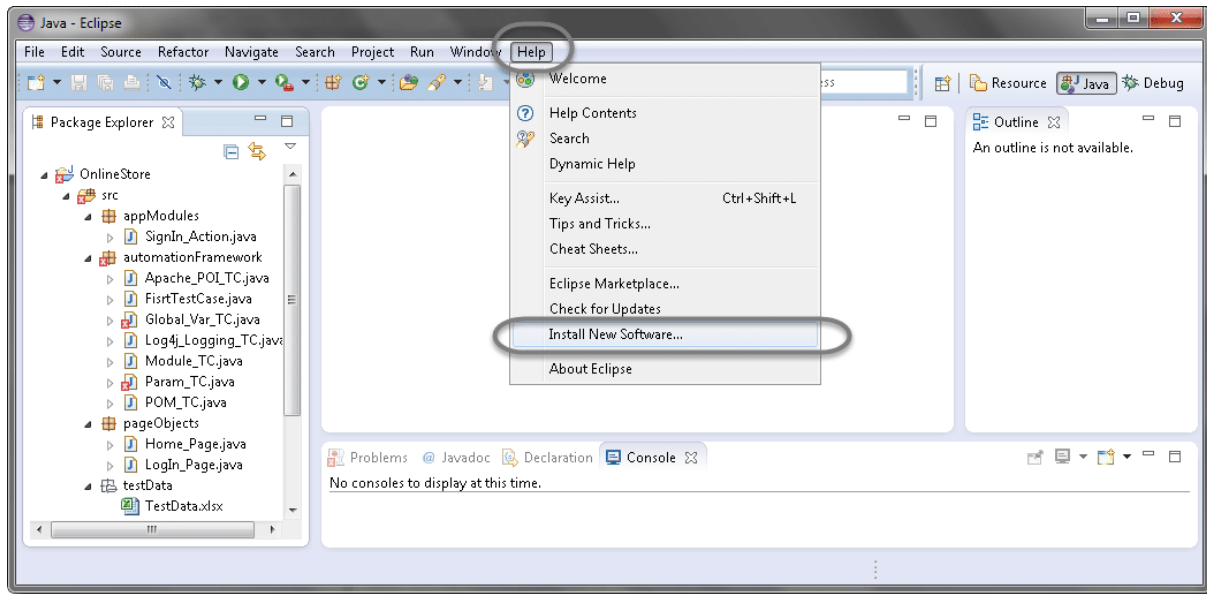 Java - Eclipse
File Edit Source Refactor Navigate Search Project Run Window Help
Resource Java Debug
Package Explorer
OnlineStore
src
appModules
SignIn_Action.java
automationFramework
Apache_POI_TC.java
FisrtTestCase.java
Global_Var_TC.java
Log4j_Logging_TC.java
Module_TC.java
Param_TC.java
POM_TC.java
pageObjects
Home_Page.java
LogIn_Page.java
testData
TestData.xlsx
Welcome
Help Contents
Search
Dynamic Help
Key Assist... Ctrl+Shift+L
Tips and Tricks...
Cheat Sheets...
Eclipse Marketplace...
Check for Updates
Install New Software...
About Eclipse
Outline
An outline is not available.
Problems @ Javadoc Declaration Console
No consoles to display at this time.